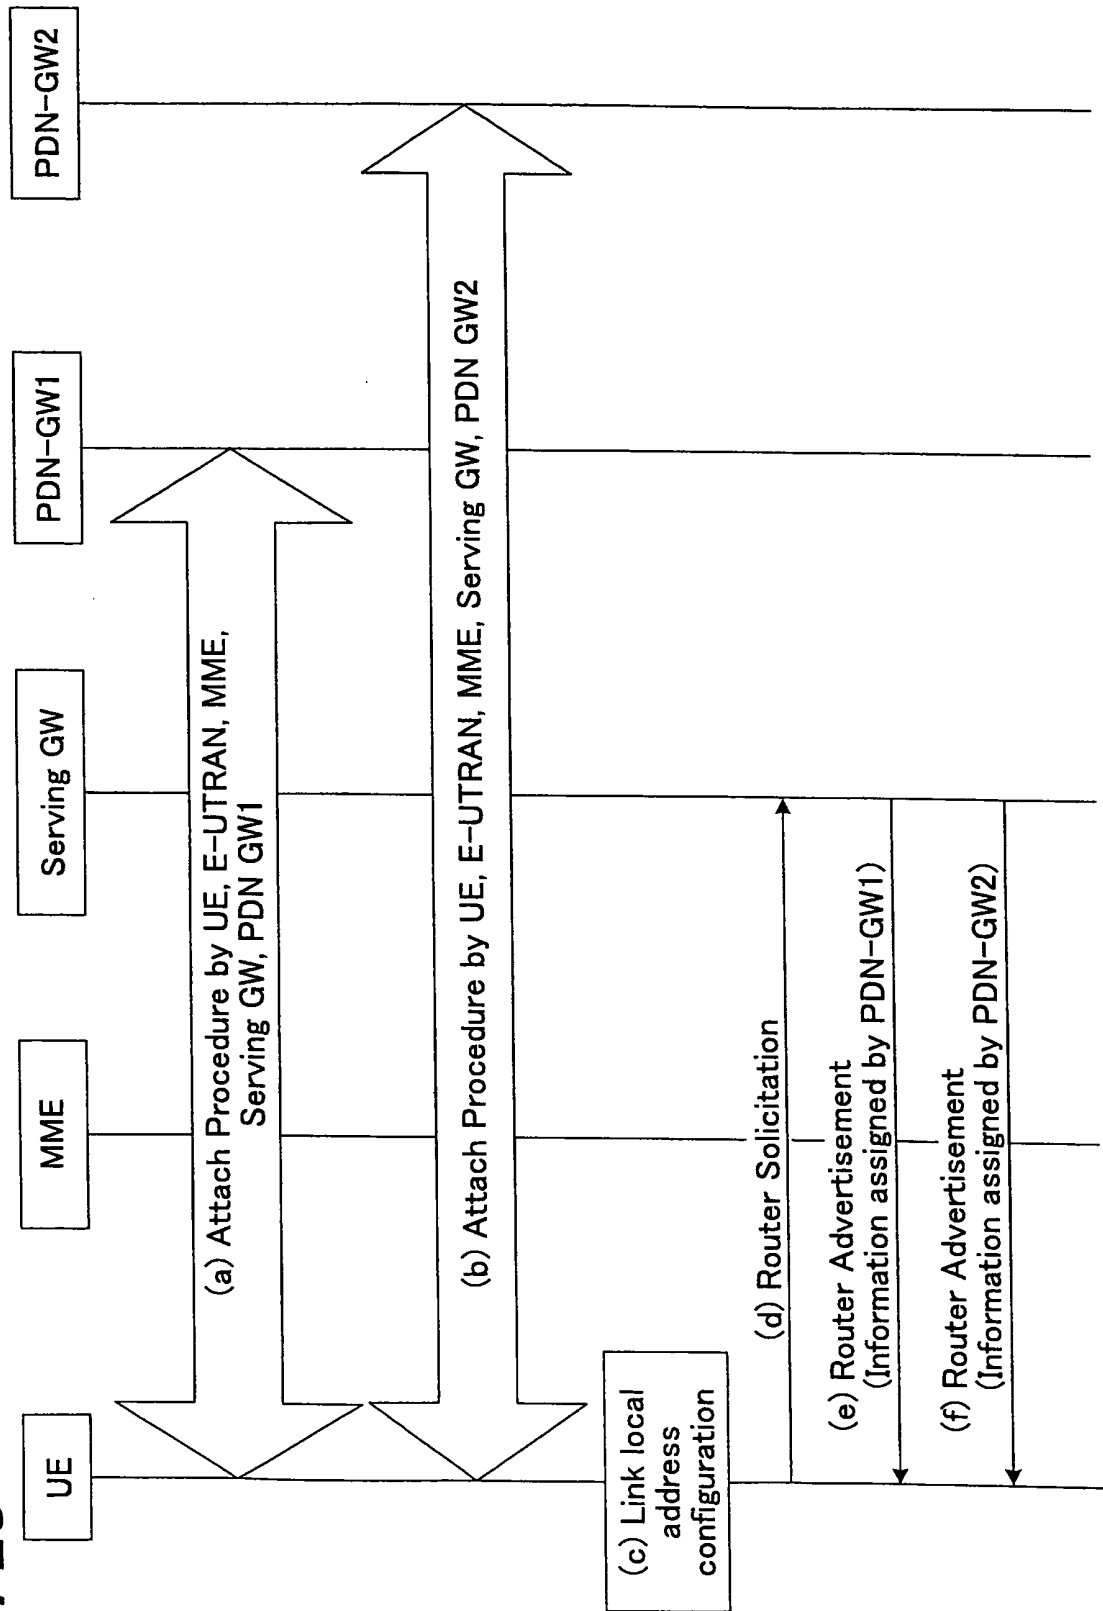 UE
MME
Serving GW
PDN-GW1
PDN-GW2
(a) Attach Procedure by UE, E-UTRAN, MME,
Serving GW, PDN GW1
(b) Attach Procedure by UE, E-UTRAN, MME, Serving GW, PDN GW2
(c) Link local
address
configuration
(d) Router Solicitation
(e) Router Advertisement
(Information assigned by PDN-GW1)
(f) Router Advertisement
(Information assigned by PDN-GW2)